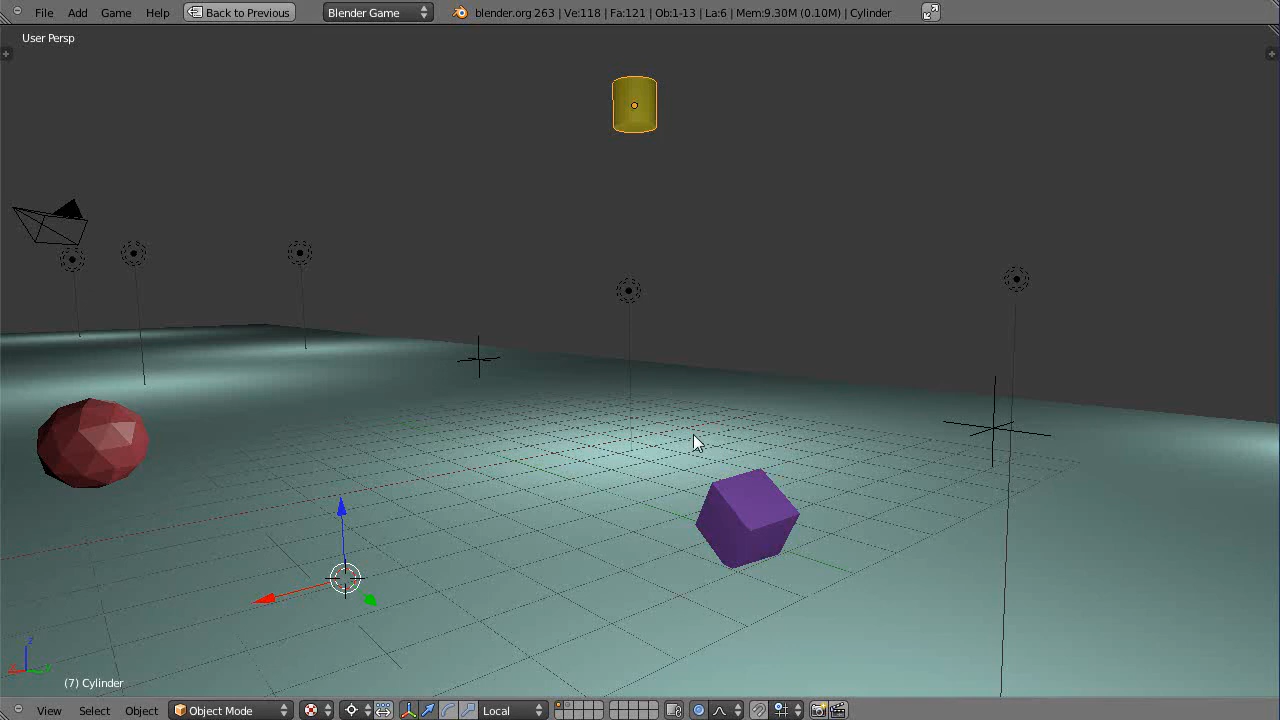 File Add Game Help Back to Previous Blender Game blender.org 263 | Ve:118 | Fa:121 | Ob:1-13 | La:6 | Mem:9.30M (0.10M) | Cylinder
User Persp
(7) Cylinder
View Select Object Object Mode Local